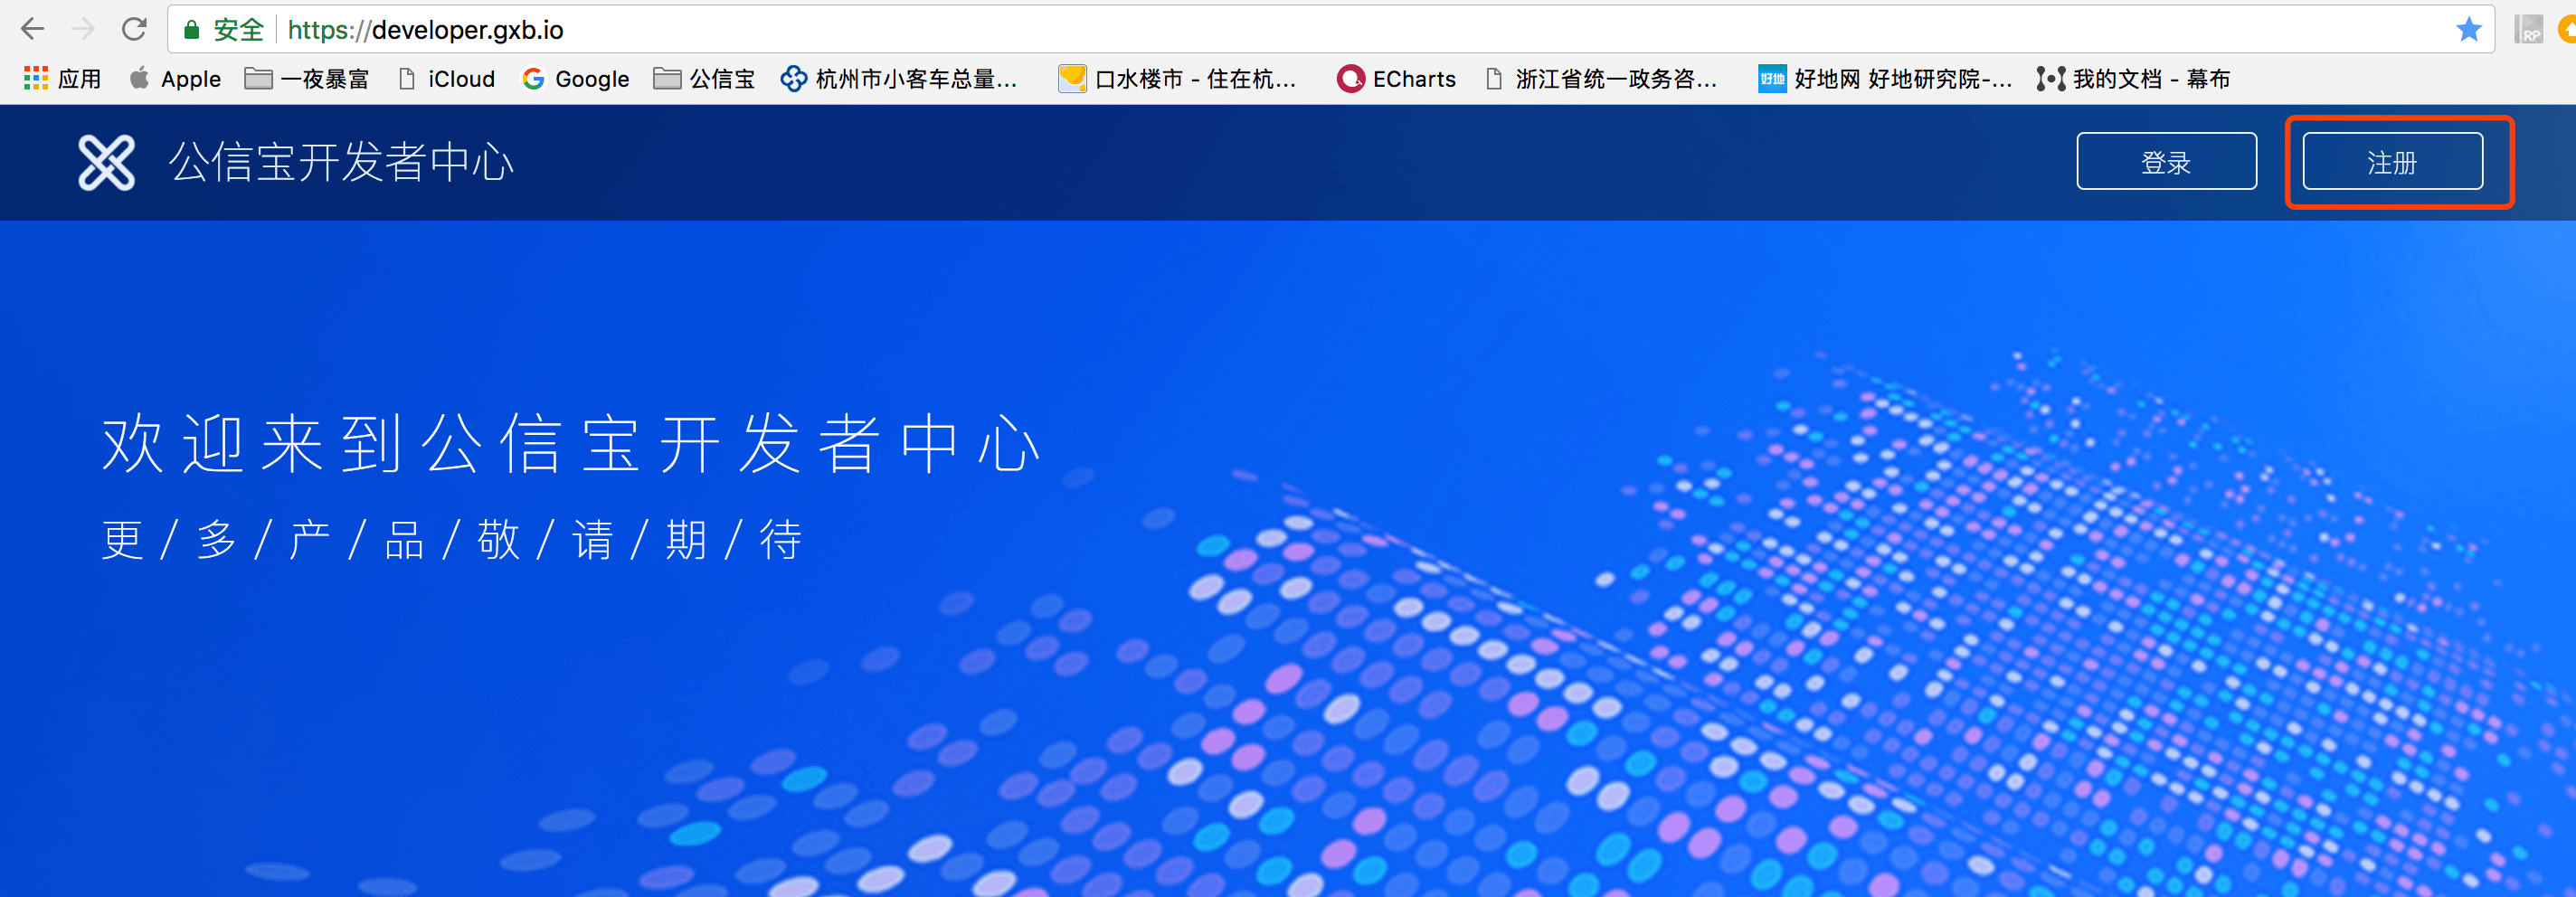 安全 https://developer.gxb.io
RP
应用 Apple 一夜暴富 iCloud Google 公信宝 杭州市小客车总量... 口水楼市 - 住在杭... ECharts 浙江省统一政务咨... 好地 好地网 好地研究院-... 我的文档 - 幕布
公信宝开发者中心 登录 注册
欢迎来到公信宝开发者中心
更/多/产/品/敬/请/期/待